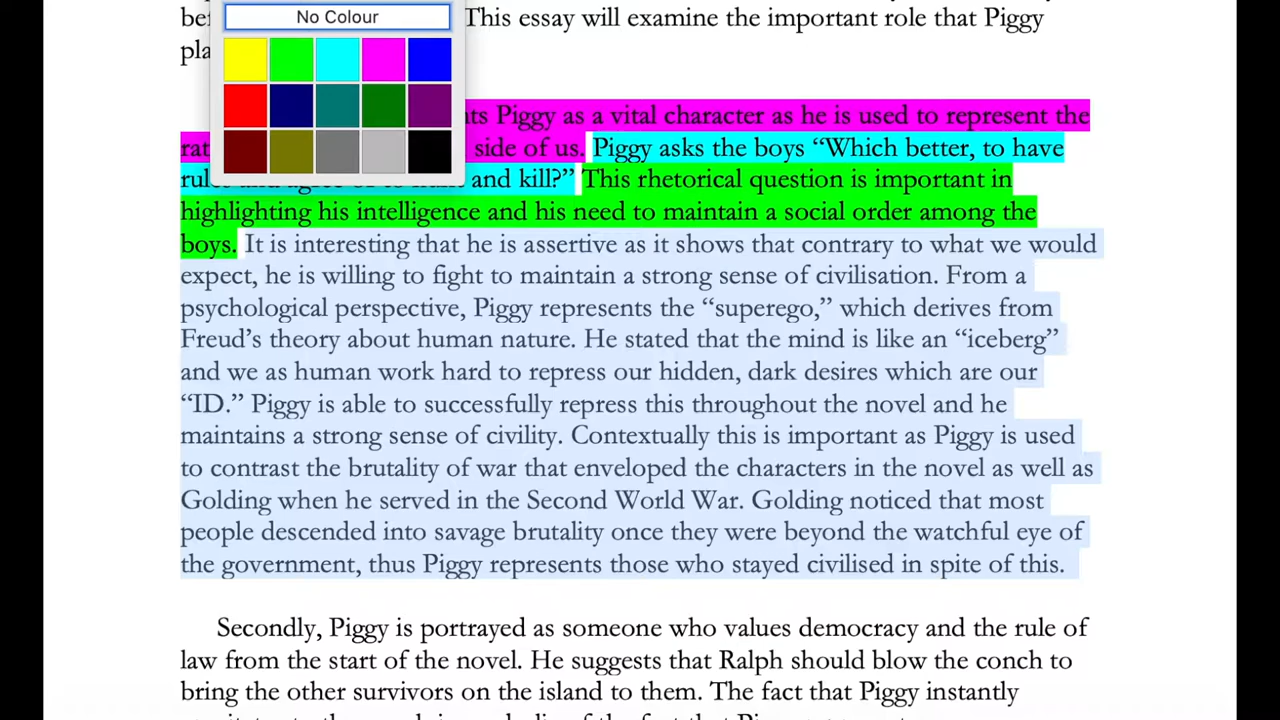 No Colour
bef This essay will examine the important role that Piggy
pla
nts Piggy as a vital character as he is used to represent the
rat side of us. Piggy asks the boys “Which better, to have
rules and agree or to hunt and kill?” This rhetorical question is important in
highlighting his intelligence and his need to maintain a social order among the
boys. It is interesting that he is assertive as it shows that contrary to what we would
expect, he is willing to fight to maintain a strong sense of civilisation. From a
psychological perspective, Piggy represents the “superego,” which derives from
Freud’s theory about human nature. He stated that the mind is like an “iceberg”
and we as human work hard to repress our hidden, dark desires which are our
“ID.” Piggy is able to successfully repress this throughout the novel and he
maintains a strong sense of civility. Contextually this is important as Piggy is used
to contrast the brutality of war that enveloped the characters in the novel as well as
Golding when he served in the Second World War. Golding noticed that most
people descended into savage brutality once they were beyond the watchful eye of
the government, thus Piggy represents those who stayed civilised in spite of this.
Secondly, Piggy is portrayed as someone who values democracy and the rule of
law from the start of the novel. He suggests that Ralph should blow the conch to
bring the other survivors on the island to them. The fact that Piggy instantly